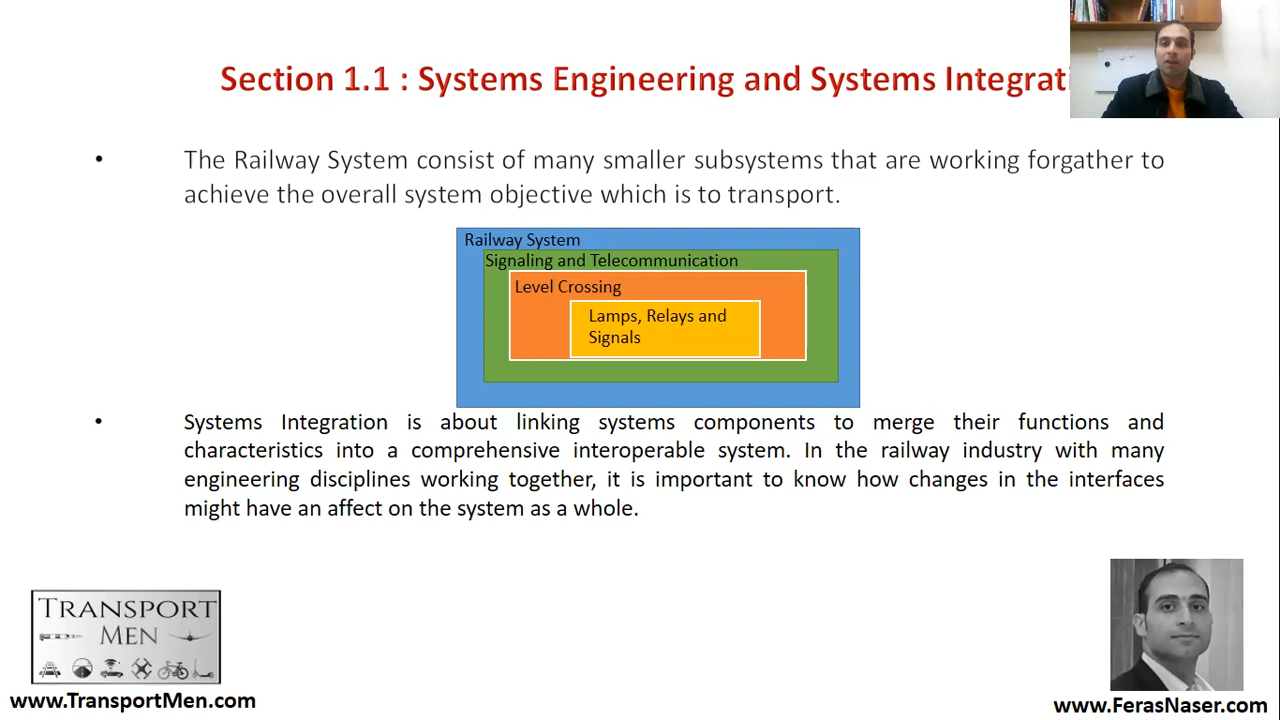 Section 1.1 : Systems Engineering and Systems Integrati
• The Railway System consist of many smaller subsystems that are working forgather to
achieve the overall system objective which is to transport.
Railway System
Signaling and Telecommunication
Level Crossing
Lamps, Relays and
Signals
• Systems Integration is about linking systems components to merge their functions and
characteristics into a comprehensive interoperable system. In the railway industry with many
engineering disciplines working together, it is important to know how changes in the interfaces
might have an affect on the system as a whole.
TRANSPORT
MEN
www.TransportMen.com
www.FerasNaser.com